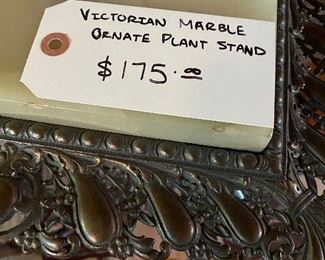 VICTORIAN MARBLE
ORNATE PLANT STAND
$175.00